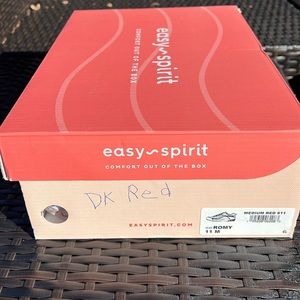 easy~spirit
COMFORT OUT OF THE BOX
easy~spirit
COMFORT OUT OF THE BOX
DK Red
EASYSPIRIT.COM
MEDIUM RED 611
ROMY
11 M